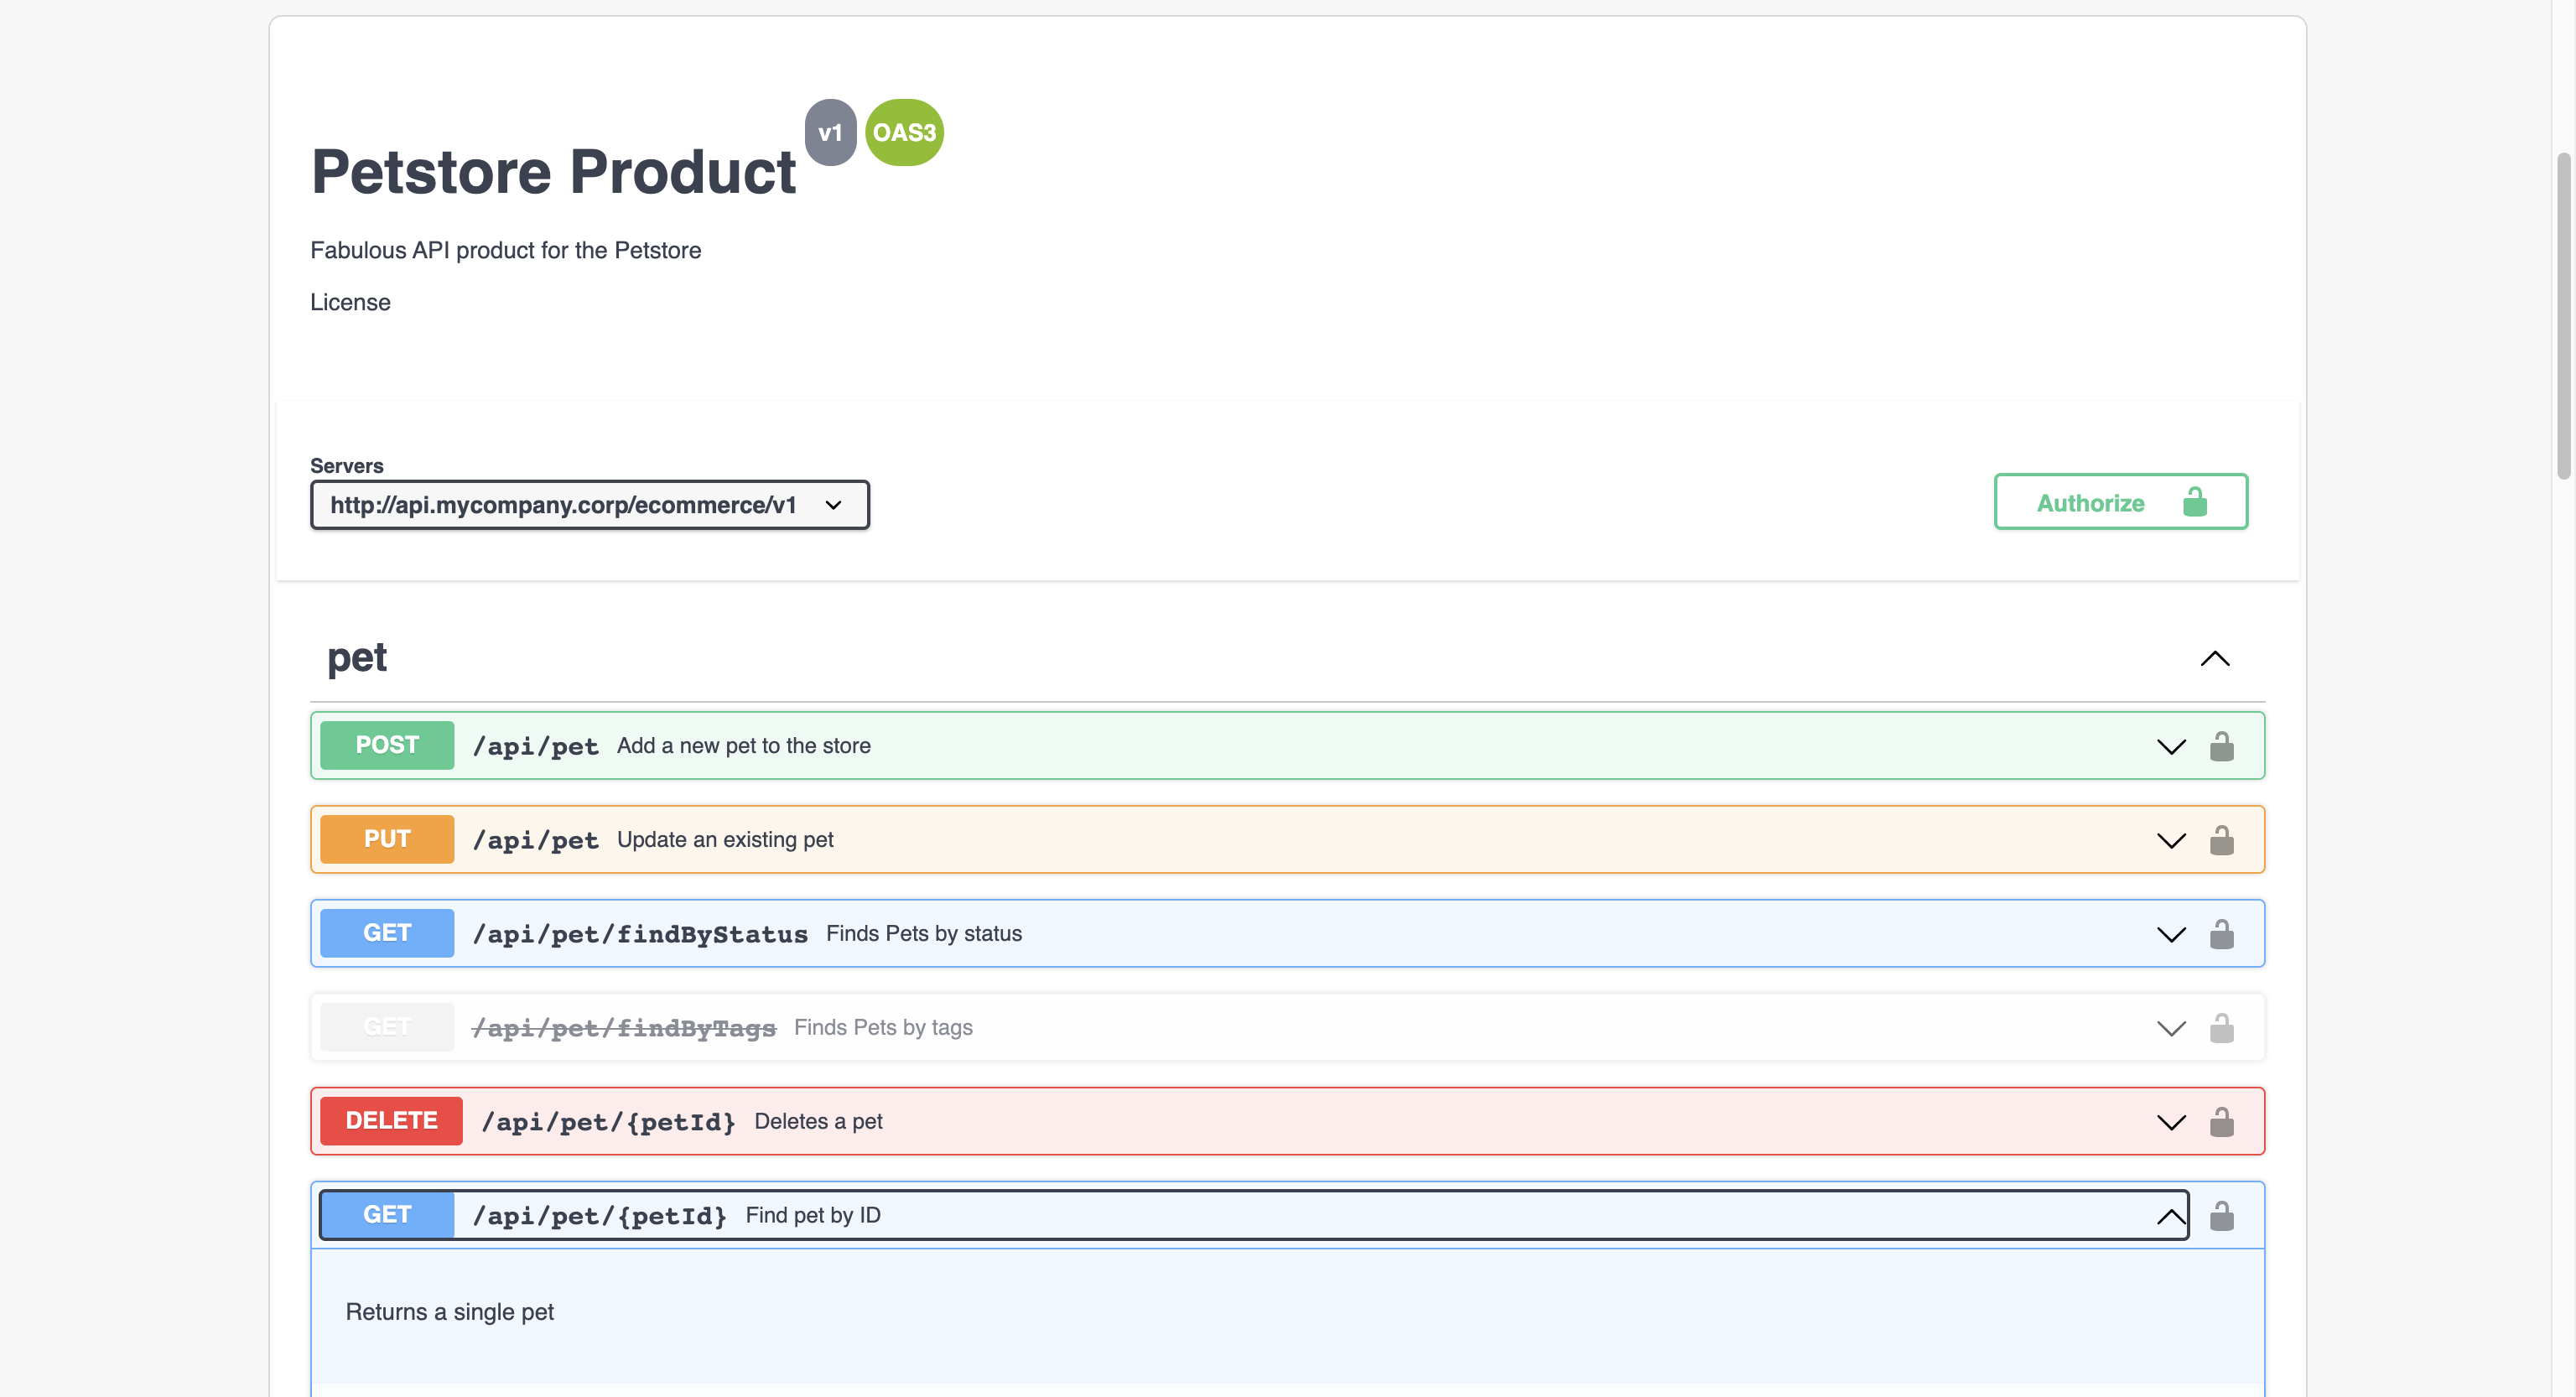 Petstore Product v1 OAS3
Fabulous API product for the Petstore
License
Servers
http://api.mycompany.corp/ecommerce/v1
Authorize
pet
POST /api/pet Add a new pet to the store
PUT /api/pet Update an existing pet
GET /api/pet/findByStatus Finds Pets by status
GET /api/pet/findByTags Finds Pets by tags
DELETE /api/pet/{petId} Deletes a pet
GET /api/pet/{petId} Find pet by ID
Returns a single pet